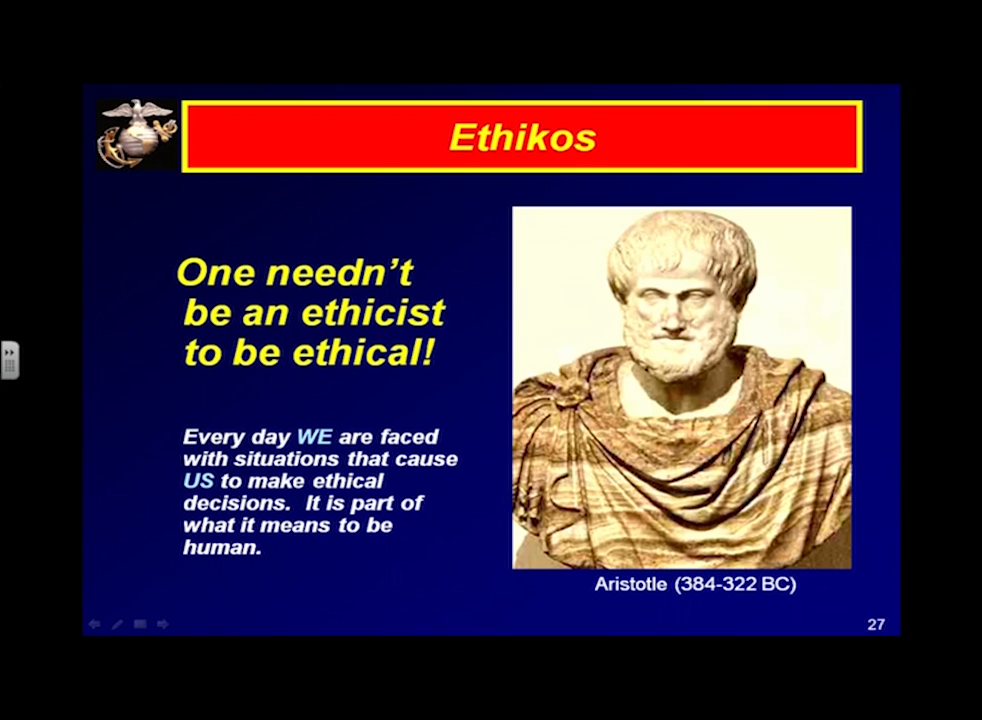 Ethikos
One needn’t
be an ethicist
to be ethical!
Every day WE are faced
with situations that cause
US to make ethical
decisions.  It is part of
what it means to be
human.
Aristotle (384-322 BC)
27